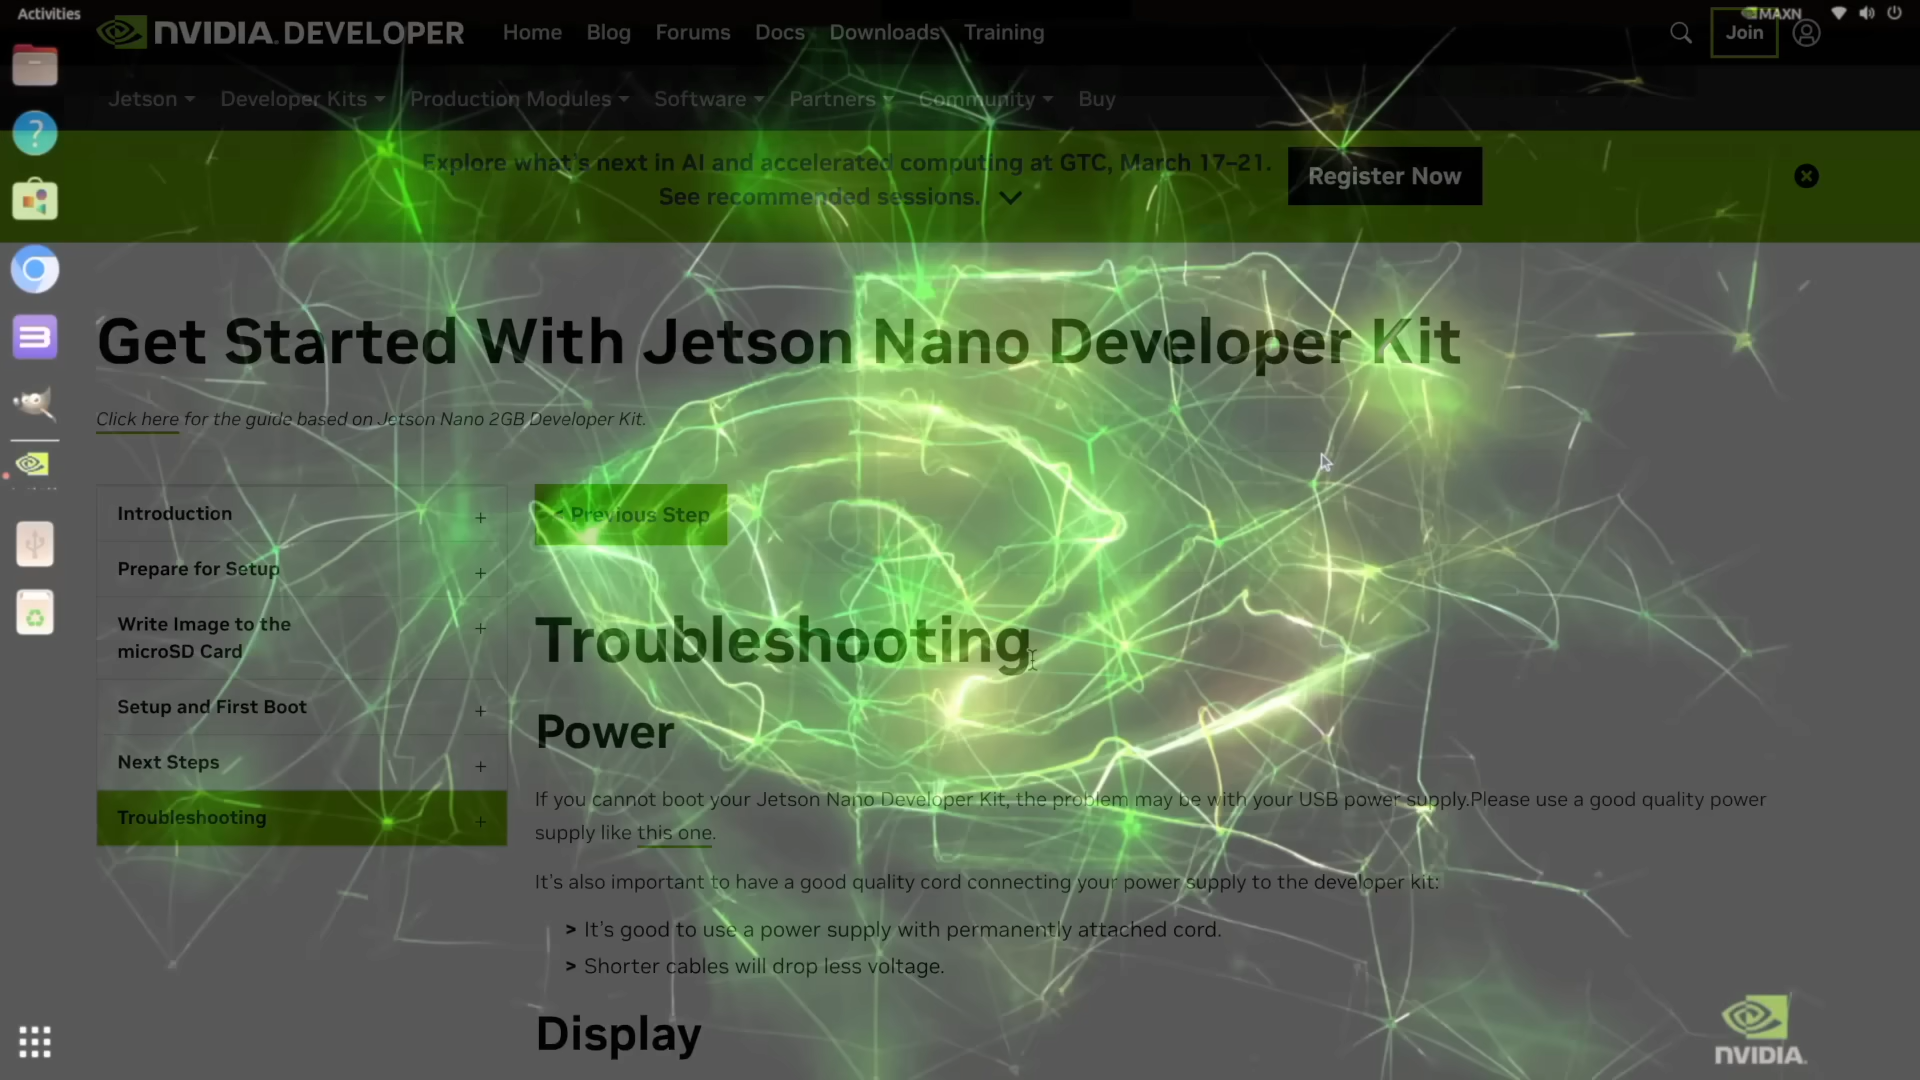 Activities
MAXN
NVIDIA. DEVELOPER
Home
Blog
Forums
Docs
Downloads
Training
Join
Jetson
Developer Kits
Production Modules
Software
Partners
Community
Buy
Explore what's next in AI and accelerated computing at GTC, March 17–21.
See recommended sessions.
Register Now
Get Started With Jetson Nano Developer Kit
Click here for the guide based on Jetson Nano 2GB Developer Kit.
Introduction +
Prepare for Setup +
Write Image to the +
microSD Card
Setup and First Boot +
Next Steps +
Troubleshooting +
< Previous Step
Troubleshooting
Power
If you cannot boot your Jetson Nano Developer Kit, the problem may be with your USB power supply.Please use a good quality power
supply like this one.
It's also important to have a good quality cord connecting your power supply to the developer kit:
> It's good to use a power supply with permanently attached cord.
> Shorter cables will drop less voltage.
Display
NVIDIA.